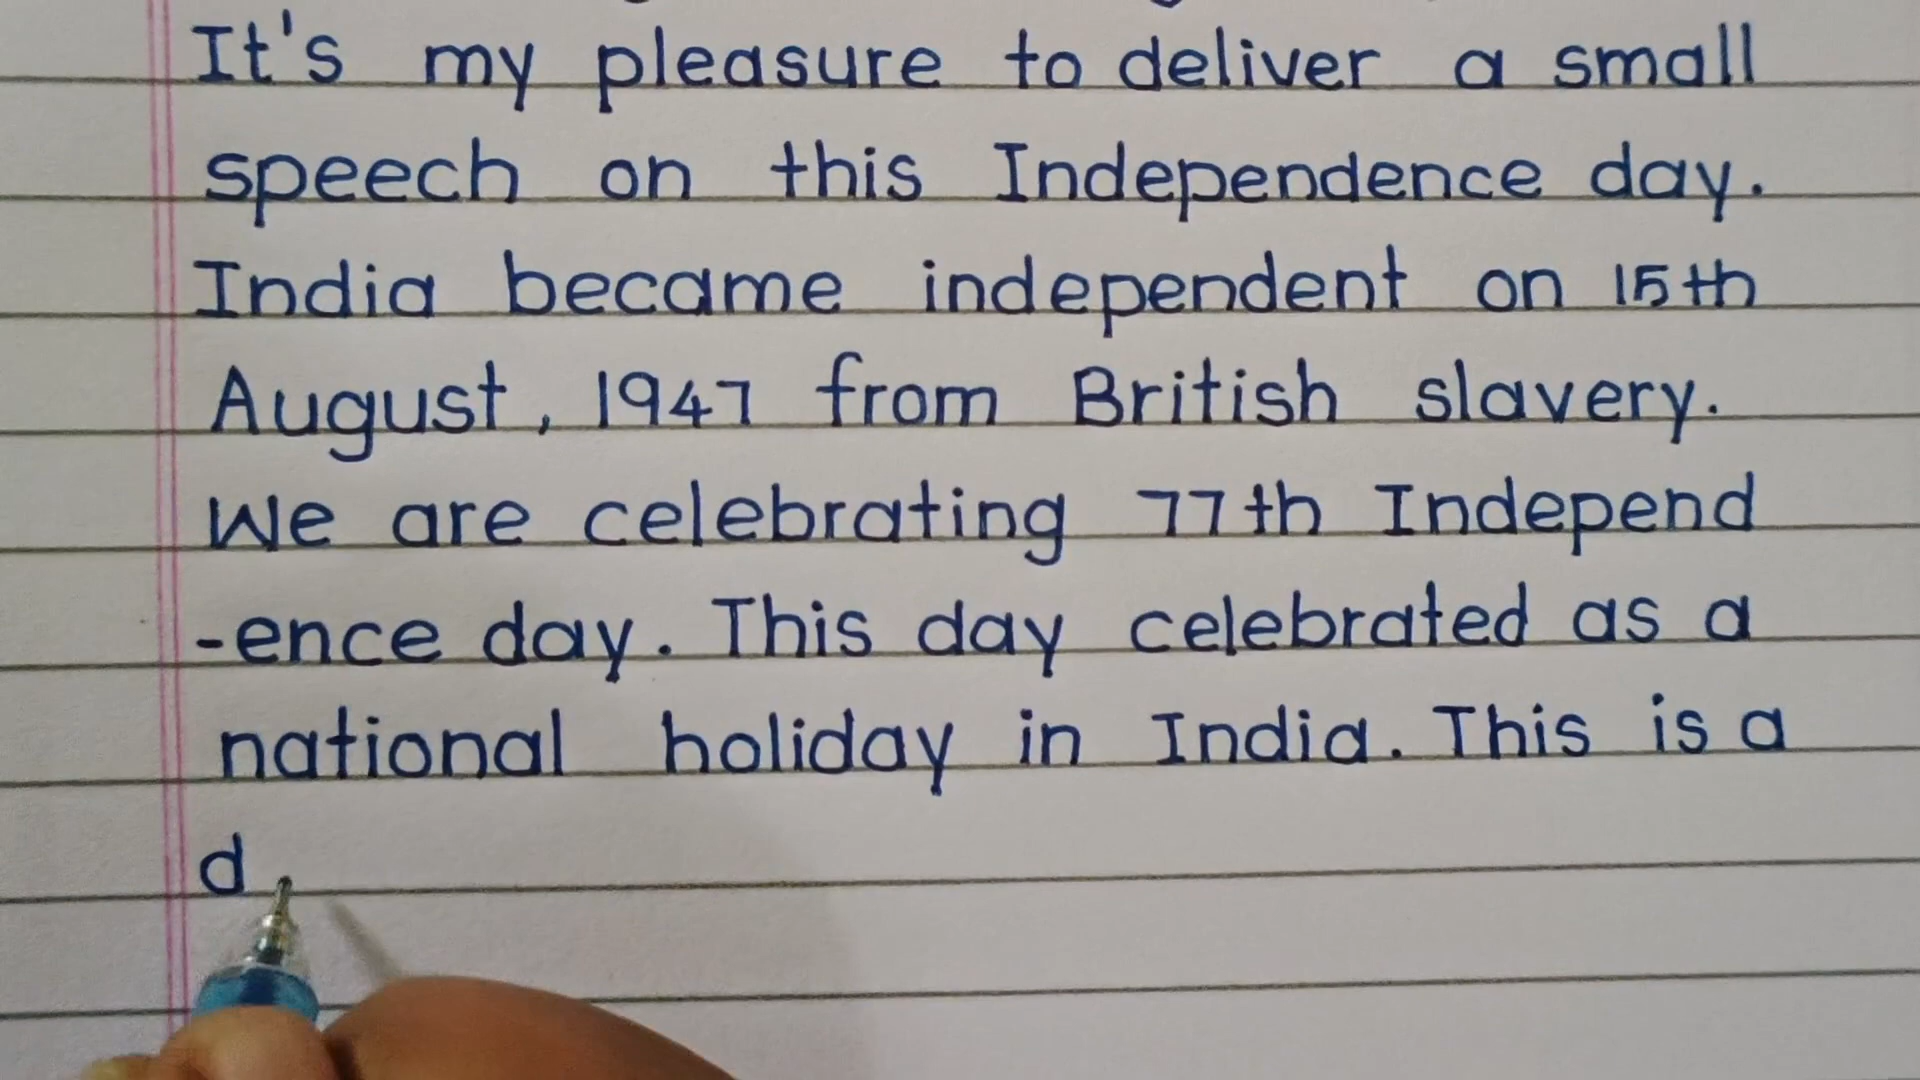 It's my pleasure to deliver a small
speech on this Independence day.
India became independent on 15th
August, 1947 from British slavery.
We are celebrating 77th Independ
-ence day. This day celebrated as a
national holiday in India. This is a
d